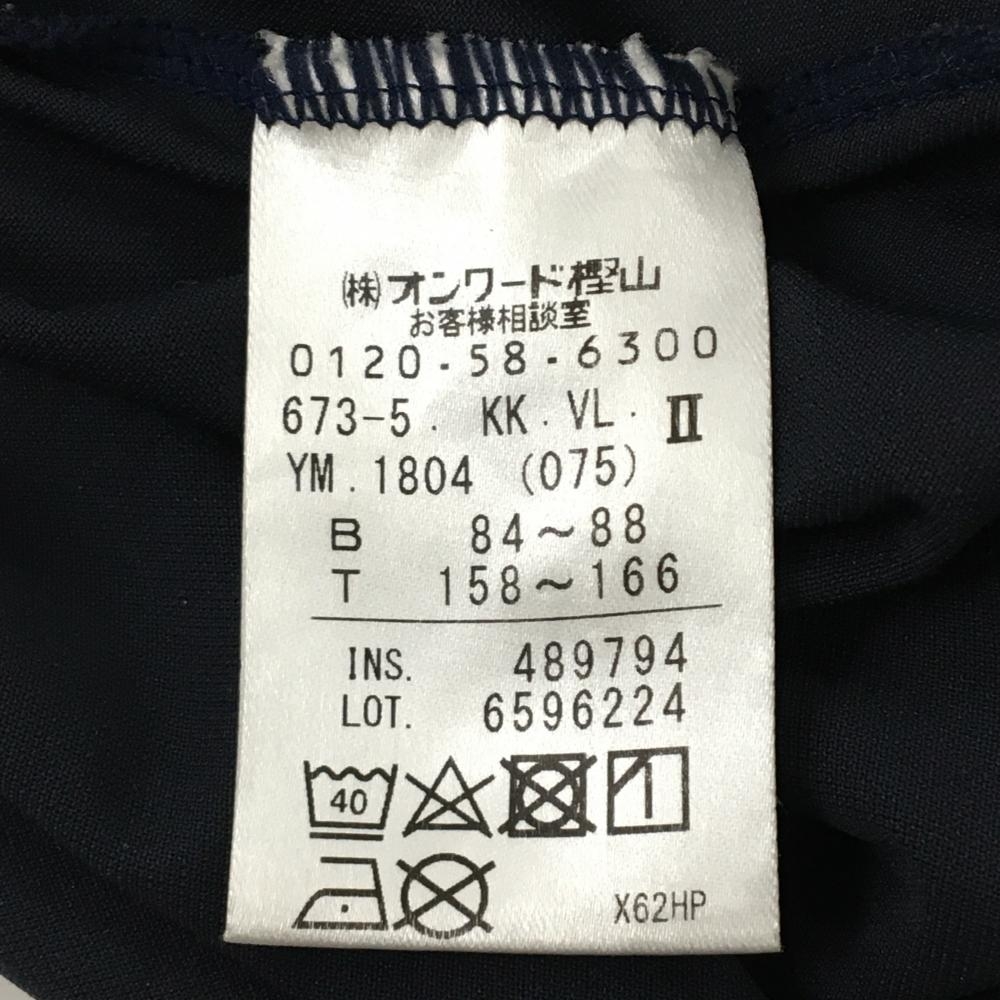 ㈱オンワード樫山
お客様相談室
0120-58-6300
673-5. KK. VL. II
YM. 1804 (075)
B 84～88
T 158～166
INS. 489794
LOT. 6596224
40
X62HP